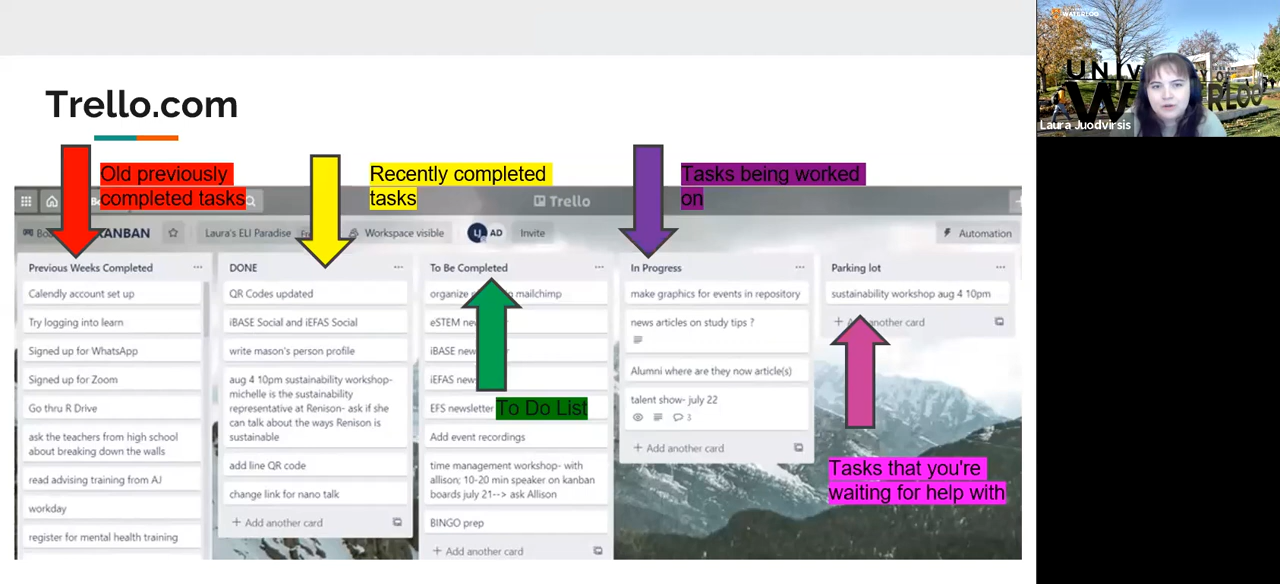 Trello.com
Old previously
completed tasks
Recently completed
tasks
Tasks being worked
on
Trello
KANBAN
Laura's ELI Paradise
Workspace visible
AD
Invite
Automation
Previous Weeks Completed
Calendly account set up
Try logging into learn
Signed up for WhatsApp
Signed up for Zoom
Go thru R Drive
ask the teachers from high school
about breaking down the walls
read advising training from AJ
workday
register for mental health training
DONE
QR Codes updated
iBASE Social and iEFAS Social
write mason's person profile
aug 4 10pm sustainability workshop-
michelle is the sustainability
representative at Renison- ask if she
can talk about the ways Renison is
sustainable
add line QR code
change link for nano talk
+ Add another card
To Be Completed
organize mailchimp
eSTEM
iBASE
iEFAS
EFS newsletter
To Do List
Add event recordings
time management workshop- with
allison; 10-20 min speaker on kanban
boards july 21--> ask Allison
BINGO prep
+ Add another card
In Progress
make graphics for events in repository
news articles on study tips ?
Alumni where are they now article(s)
talent show- july 22
3
+ Add another card
Parking lot
sustainability workshop aug 4 10pm
+ another card
Tasks that you're
waiting for help with
WATERLOO
UNIV Y OF
W RLOO
Laura Juodvirsis